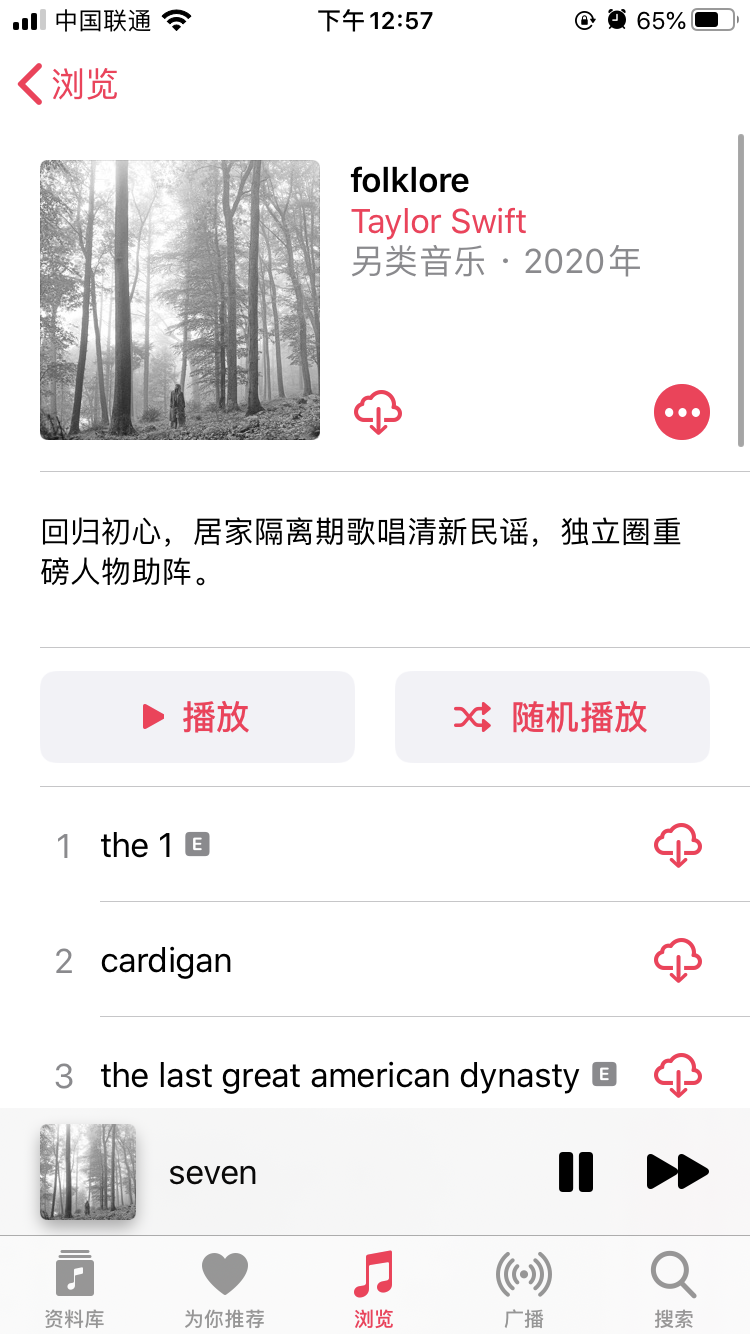 中国联通 下午12:57 65%
浏览
folklore
Taylor Swift
另类音乐 · 2020年
回归初心，居家隔离期歌唱清新民谣，独立圈重
磅人物助阵。
播放 随机播放
1 the 1 E
2 cardigan
3 the last great american dynasty E
seven
资料库 为你推荐 浏览 广播 搜索